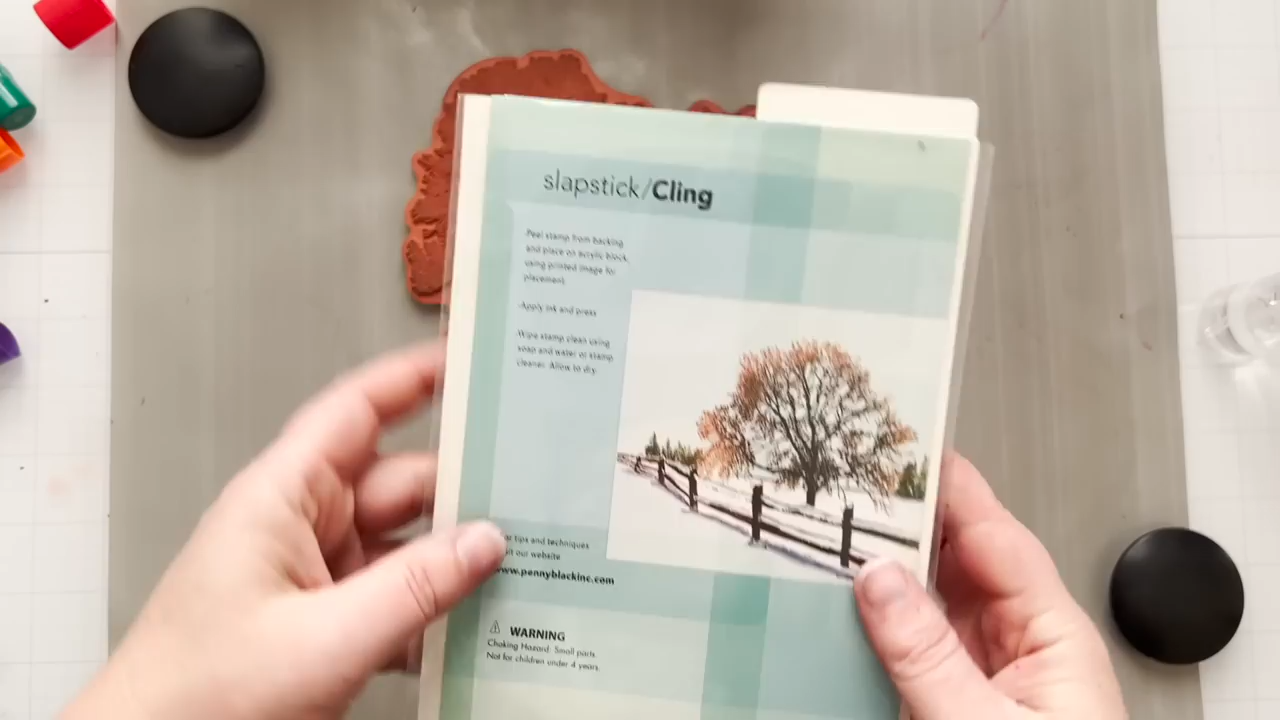 slapstick/Cling
·Peel stamp from backing
and place on acrylic block,
using printed image for
placement.
·Apply ink and press
·Wipe stamp clean using
soap and water or stamp
cleaner. Allow to dry.
tips and techniques
our website
www.pennyblackinc.com
WARNING
Choking Hazard: Small parts.
Not for children under 4 years.